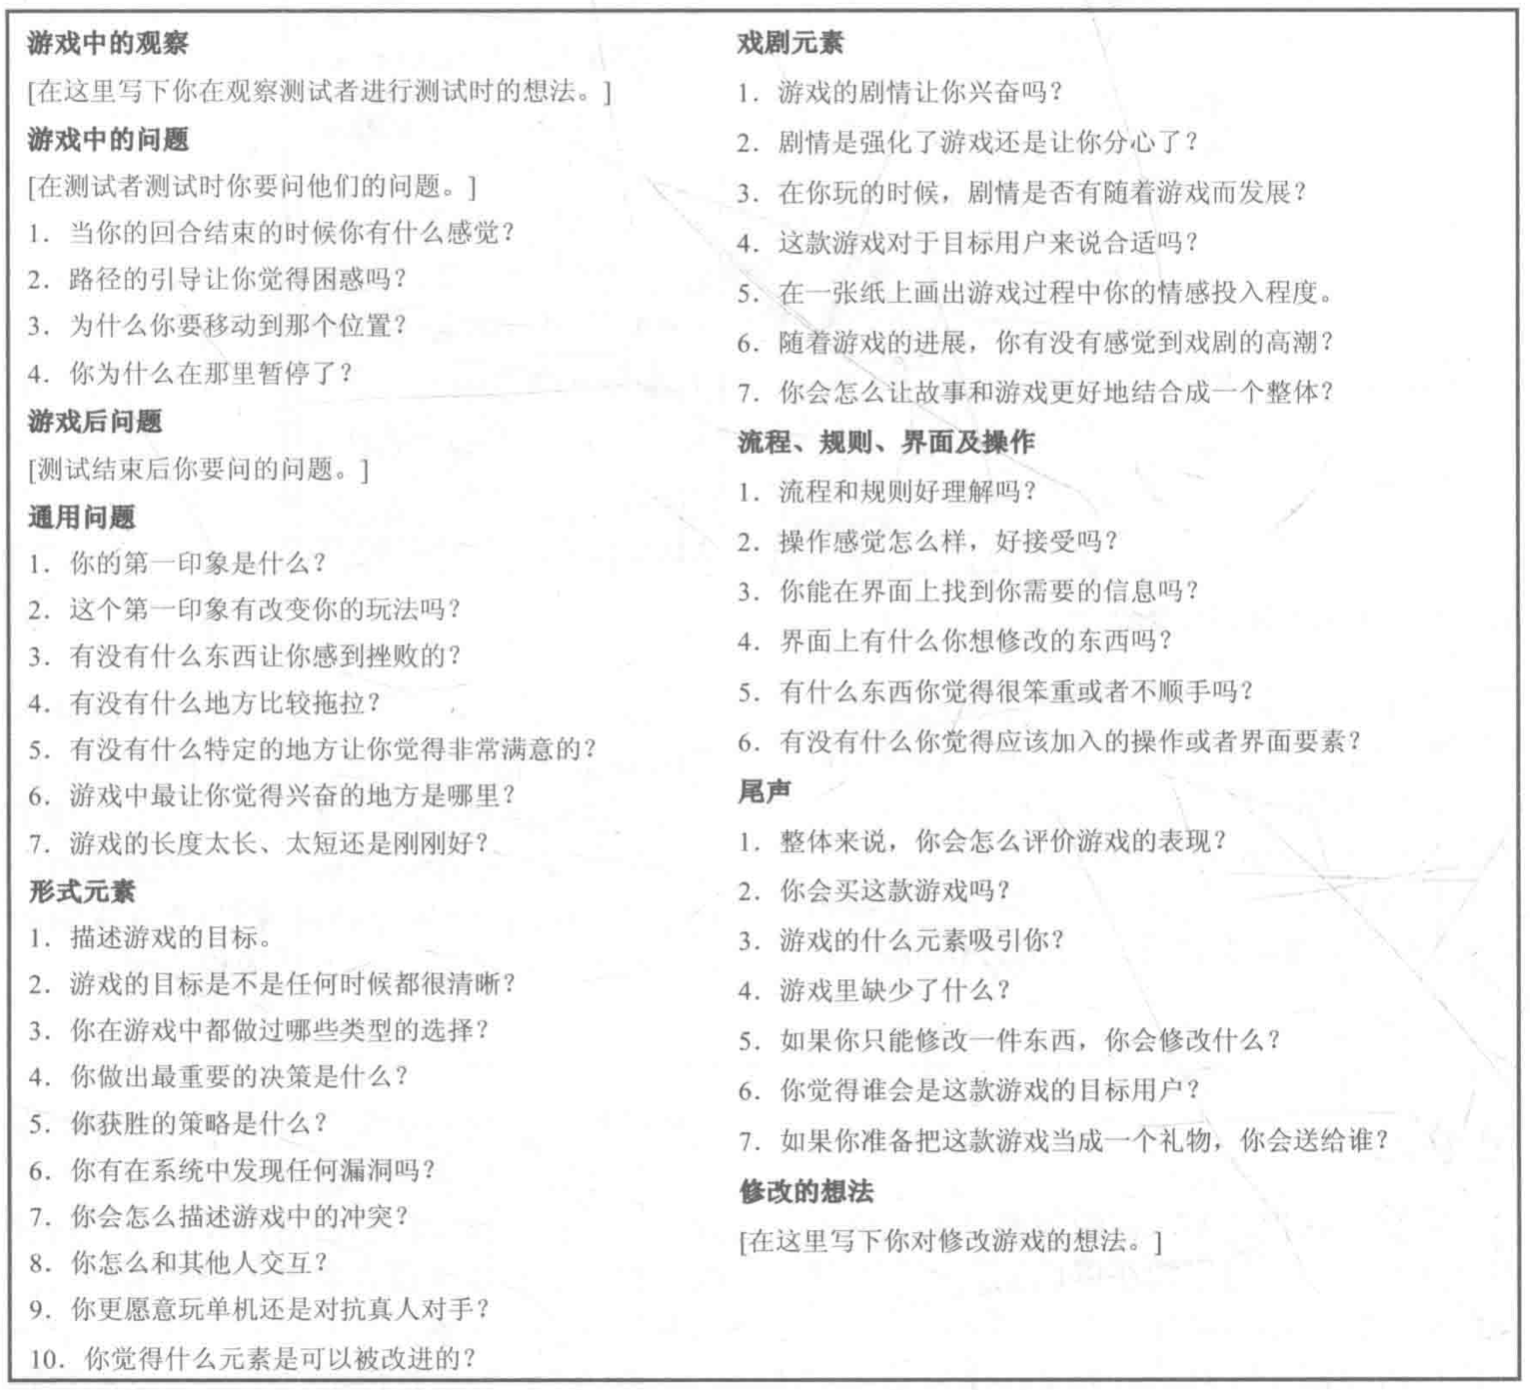 游戏中的观察
[在这里写下你在观察测试者进行测试时的想法。]
游戏中的问题
[在测试者测试时你要问他们的问题。]
1. 当你的回合结束的时候你有什么感觉?
2. 路径的引导让你觉得困惑吗?
3. 为什么你要移动到那个位置?
4. 你为什么在那里暂停了?
游戏后问题
[测试结束后你要问的问题。]
通用问题
1. 你的第一印象是什么?
2. 这个第一印象有改变你的玩法吗?
3. 有没有什么东西让你感到挫败的?
4. 有没有什么地方比较拖拉?
5. 有没有什么特定的地方让你觉得非常满意的?
6. 游戏中最让你觉得兴奋的地方是哪里?
7. 游戏的长度太长、太短还是刚刚好?
形式元素
1. 描述游戏的目标。
2. 游戏的目标是不是任何时候都很清晰?
3. 你在游戏中都做过哪些类型的选择?
4. 你做出最重要的决策是什么?
5. 你获胜的策略是什么?
6. 你有在系统中发现任何漏洞吗?
7. 你会怎么描述游戏中的冲突?
8. 你怎么和其他人交互?
9. 你更愿意玩单机还是对抗真人对手?
10. 你觉得什么元素是可以被改进的?
戏剧元素
1. 游戏的剧情让你兴奋吗?
2. 剧情是强化了游戏还是让你分心了?
3. 在你玩的时候，剧情是否有随着游戏而发展?
4. 这款游戏对于目标用户来说合适吗?
5. 在一张纸上画出游戏过程中你的情感投入程度。
6. 随着游戏的进展，你有没有感觉到戏剧的高潮?
7. 你会怎么让故事和游戏更好地结合成一个整体?
流程、规则、界面及操作
1. 流程和规则好理解吗?
2. 操作感觉怎么样，好接受吗?
3. 你能在界面上找到你需要的信息吗?
4. 界面上有什么你想修改的东西吗?
5. 有什么东西你觉得很笨重或者不顺手吗?
6. 有没有什么你觉得应该加入的操作或者界面要素?
尾声
1. 整体来说，你会怎么评价游戏的表现?
2. 你会买这款游戏吗?
3. 游戏的什么元素吸引你?
4. 游戏里缺少了什么?
5. 如果你只能修改一件东西，你会修改什么?
6. 你觉得谁会是这款游戏的目标用户?
7. 如果你准备把这款游戏当成一个礼物，你会送给谁?
修改的想法
[在这里写下你对修改游戏的想法。]